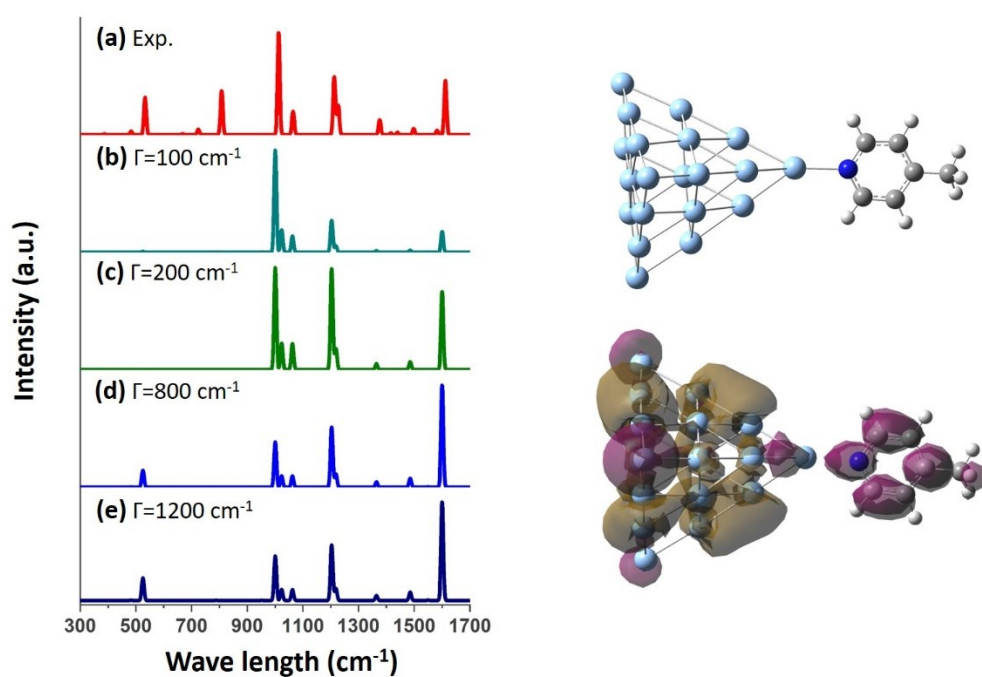 (a) Exp.
(b) Γ=100 cm⁻¹
(c) Γ=200 cm⁻¹
(d) Γ=800 cm⁻¹
(e) Γ=1200 cm⁻¹
Intensity (a.u.)
300 500 700 900 1100 1300 1500 1700
Wave length (cm⁻¹)